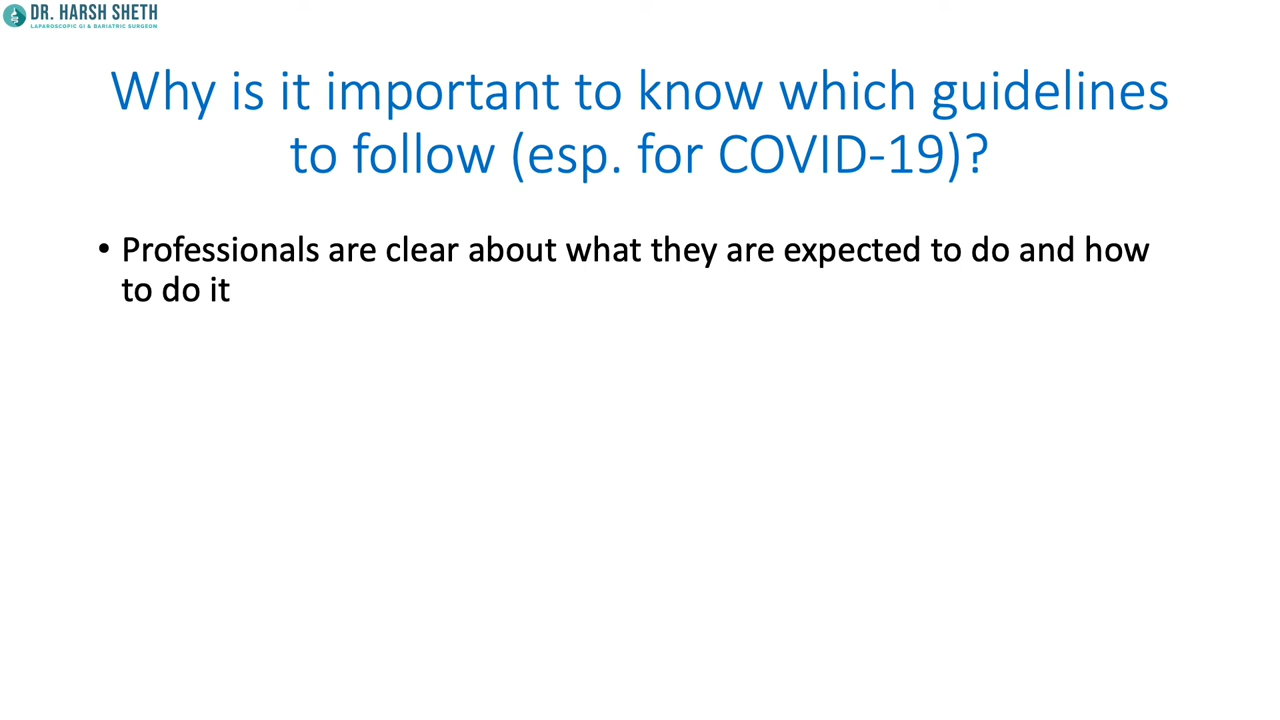 DR. HARSH SHETH
LAPAROSCOPIC GI & BARIATRIC SURGEON
Why is it important to know which guidelines
to follow (esp. for COVID-19)?
• Professionals are clear about what they are expected to do and how
to do it